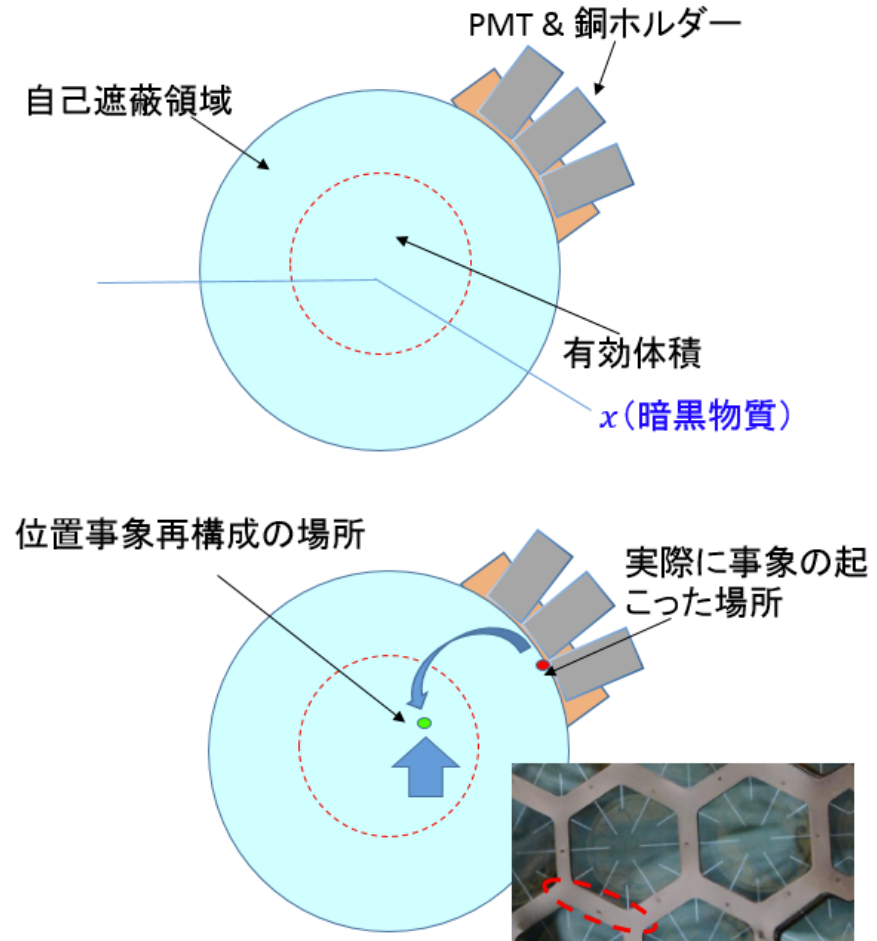 PMT & 銅ホルダー
自己遮蔽領域
有効体積
x（暗黒物質）
位置事象再構成の場所
実際に事象の起
こった場所